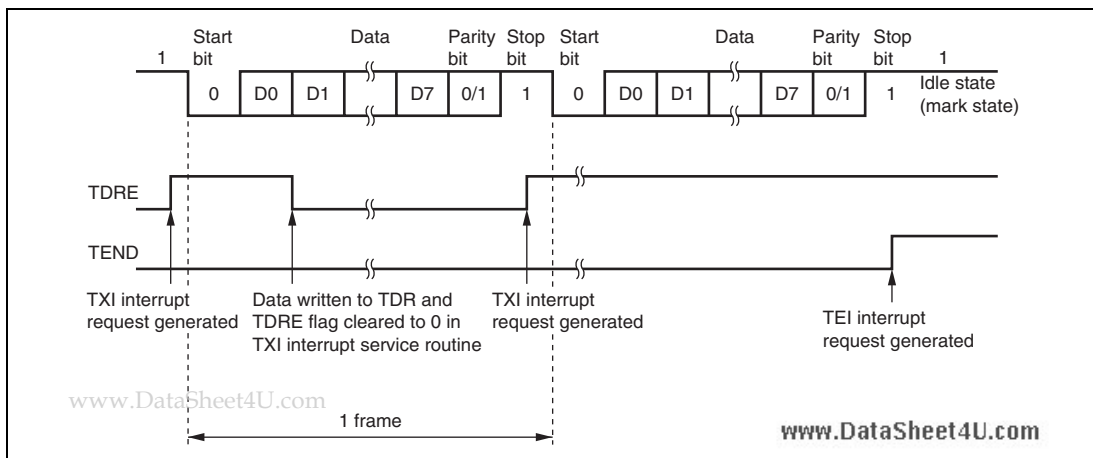 1
Start bit
Data
Parity bit
Stop bit
Start bit
Data
Parity bit
Stop bit
1
0
D0
D1
D7
0/1
1
0
D0
D1
D7
0/1
1
Idle state
(mark state)
TDRE
TEND
TXI interrupt
request generated
Data written to TDR and
TDRE flag cleared to 0 in
TXI interrupt service routine
TXI interrupt
request generated
TEI interrupt
request generated
www.DataSheet4U.com
1 frame
www.DataSheet4U.com